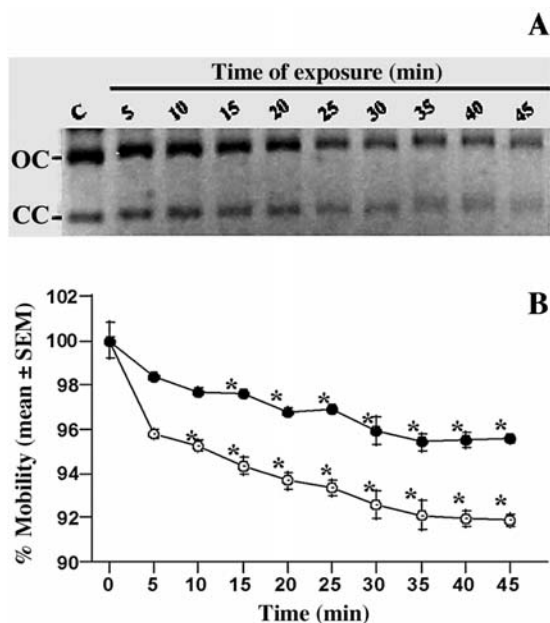 A
Time of exposure (min)
C 5 10 15 20 25 30 35 40 45
OC
CC
B
% Mobility (mean ± SEM)
102
100
98
96
94
92
90
* * * * * * *
* * * * * * * *
0 5 10 15 20 25 30 35 40 45
Time (min)